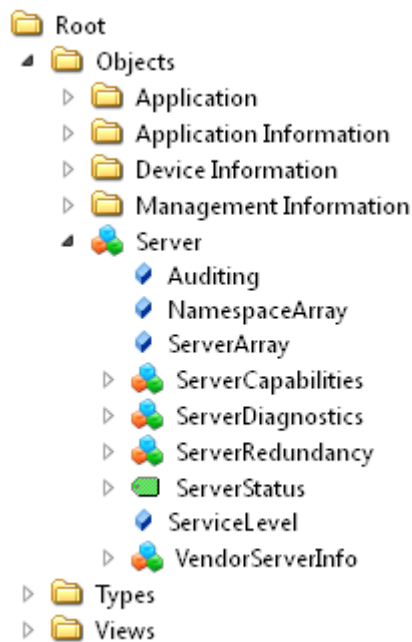 Root
Objects
Application
Application Information
Device Information
Management Information
Server
Auditing
NamespaceArray
ServerArray
ServerCapabilities
ServerDiagnostics
ServerRedundancy
ServerStatus
ServiceLevel
VendorServerInfo
Types
Views